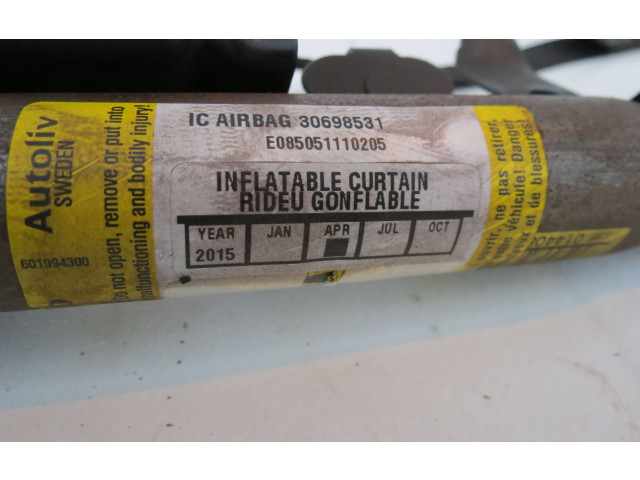 Autoliv
SWEDEN
601994300
Do not open, remove or put into
malfunctioning and bodily injury!
IC AIRBAG 30698531
E085051110205
INFLATABLE CURTAIN
RIDEU GONFLABLE
YEAR JAN APR JUL OCT
2015
ouvrir, ne pas retirer,
véhicule! Danger
et de blessures!